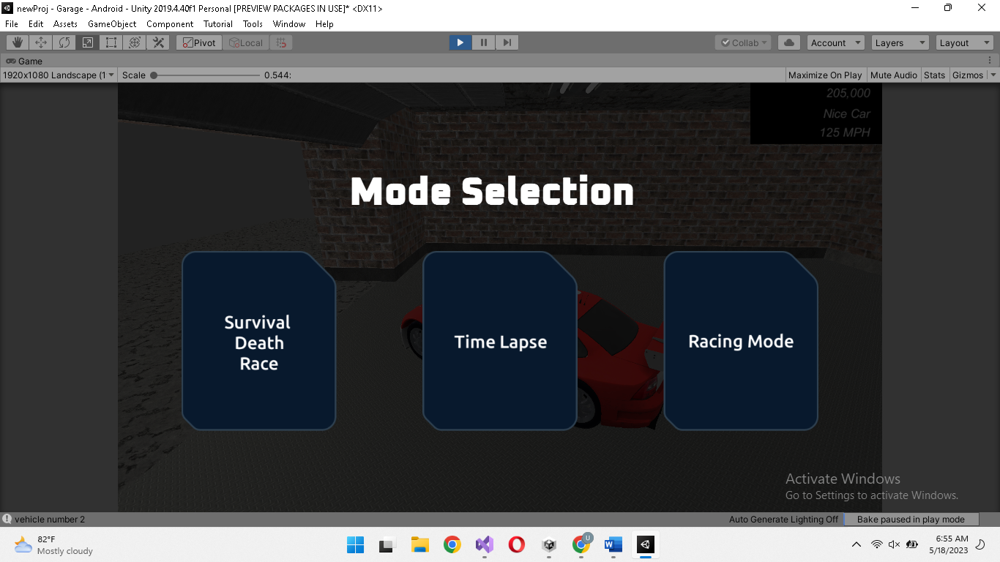 newProj - Garage - Android - Unity 2019.4.40f1 Personal [PREVIEW PACKAGES IN USE]* <DX11>
File Edit Assets GameObject Component Tutorial Tools Window Help
Pivot Local Collab Account Layers Layout
Game
1920x1080 Landscape (1 Scale 0.544: Maximize On Play Mute Audio Stats Gizmos
205,000
Nice Car
125 MPH
Mode Selection
Survival
Death
Race
Time Lapse
Racing Mode
Activate Windows
Go to Settings to activate Windows.
vehicle number 2 Auto Generate Lighting Off Bake paused in play mode
82°F
Mostly cloudy
U
W
6:55 AM
5/18/2023